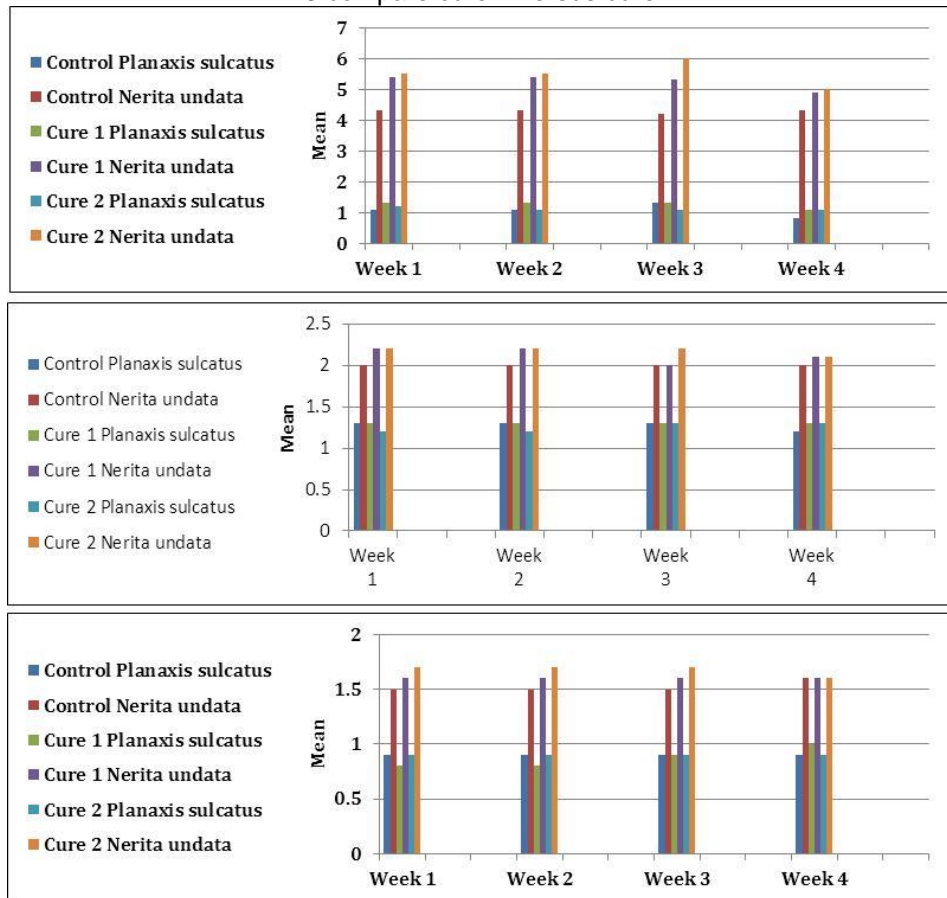 Control Planaxis sulcatus
Control Nerita undata
Cure 1 Planaxis sulcatus
Cure 1 Nerita undata
Cure 2 Planaxis sulcatus
Cure 2 Nerita undata
Mean
7
6
5
4
3
2
1
0
Week 1 Week 2 Week 3 Week 4
Control Planaxis sulcatus
Control Nerita undata
Cure 1 Planaxis sulcatus
Cure 1 Nerita undata
Cure 2 Planaxis sulcatus
Cure 2 Nerita undata
Mean
2.5
2
1.5
1
0.5
0
Week Week Week Week
1 2 3 4
Control Planaxis sulcatus
Control Nerita undata
Cure 1 Planaxis sulcatus
Cure 1 Nerita undata
Cure 2 Planaxis sulcatus
Cure 2 Nerita undata
Mean
2
1.5
1
0.5
0
Week 1 Week 2 Week 3 Week 4